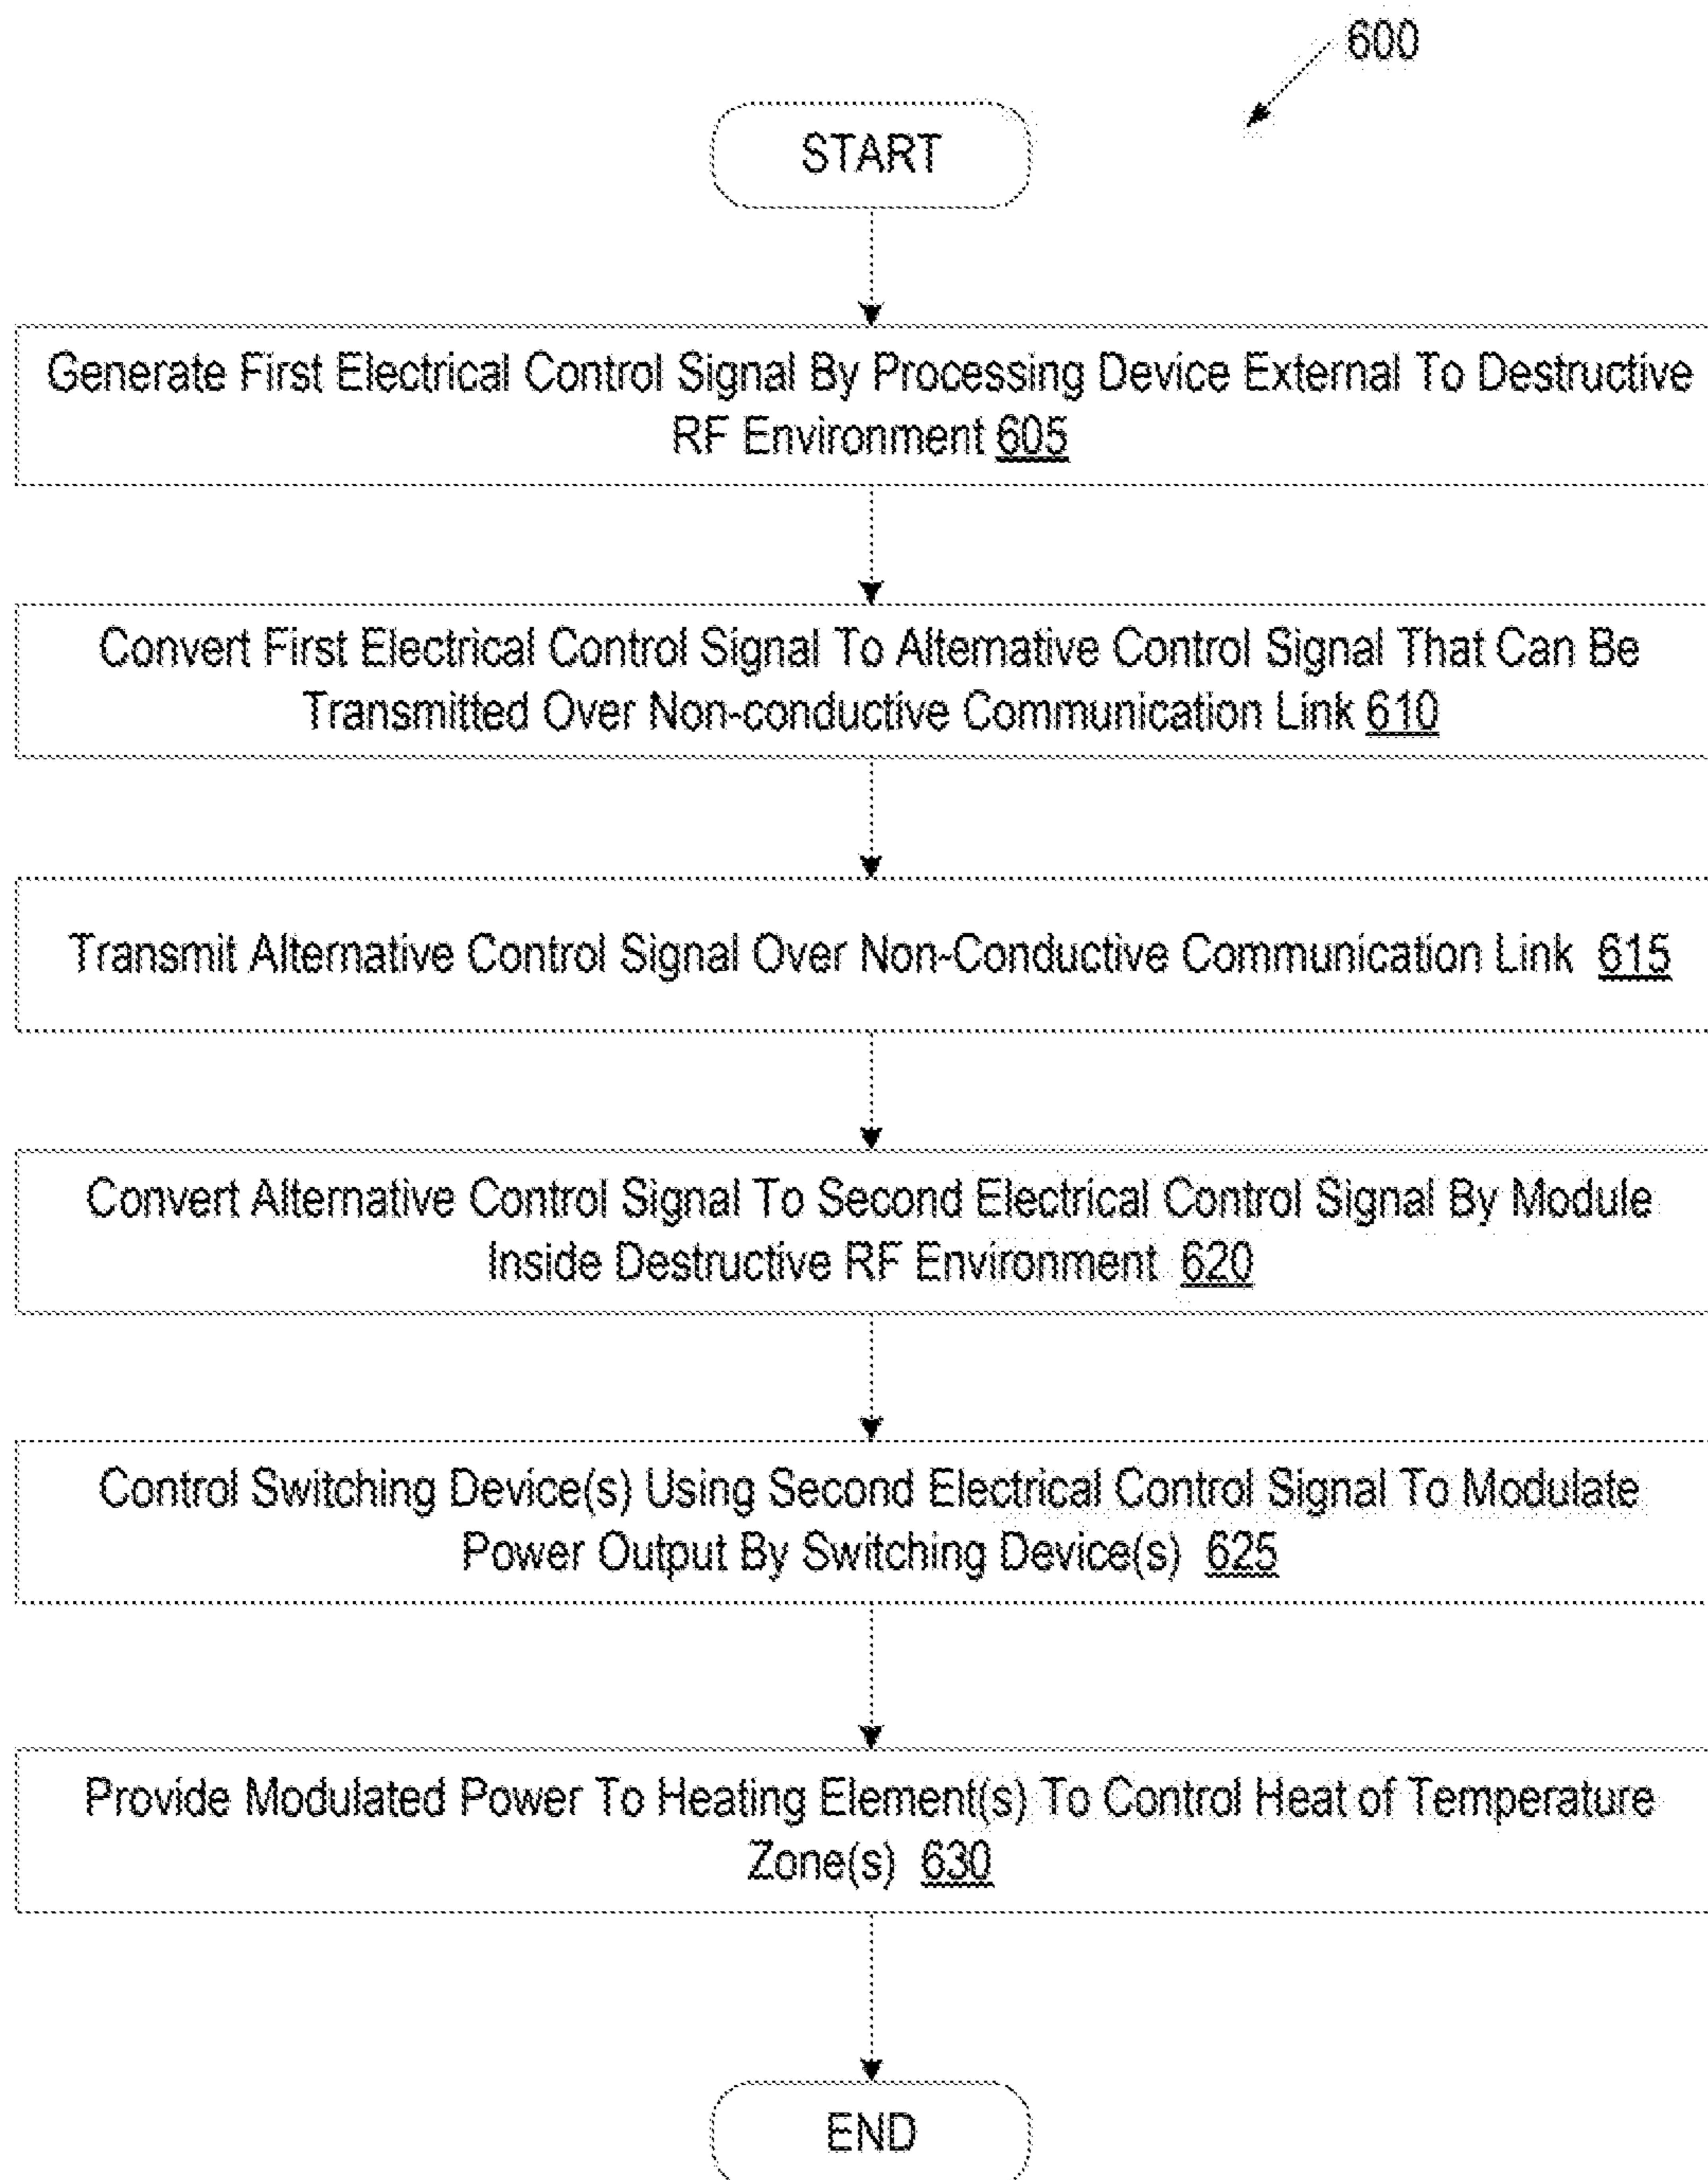 600
START
Generate First Electrical Control Signal By Processing Device External To Destructive
RF Environment 605
Convert First Electrical Control Signal To Alternative Control Signal That Can Be
Transmitted Over Non-conductive Communication Link 610
Transmit Alternative Control Signal Over Non-Conductive Communication Link 615
Convert Alternative Control Signal To Second Electrical Control Signal By Module
Inside Destructive RF Environment 620
Control Switching Device(s) Using Second Electrical Control Signal To Modulate
Power Output By Switching Device(s) 625
Provide Modulated Power To Heating Element(s) To Control Heat of Temperature
Zone(s) 630
END